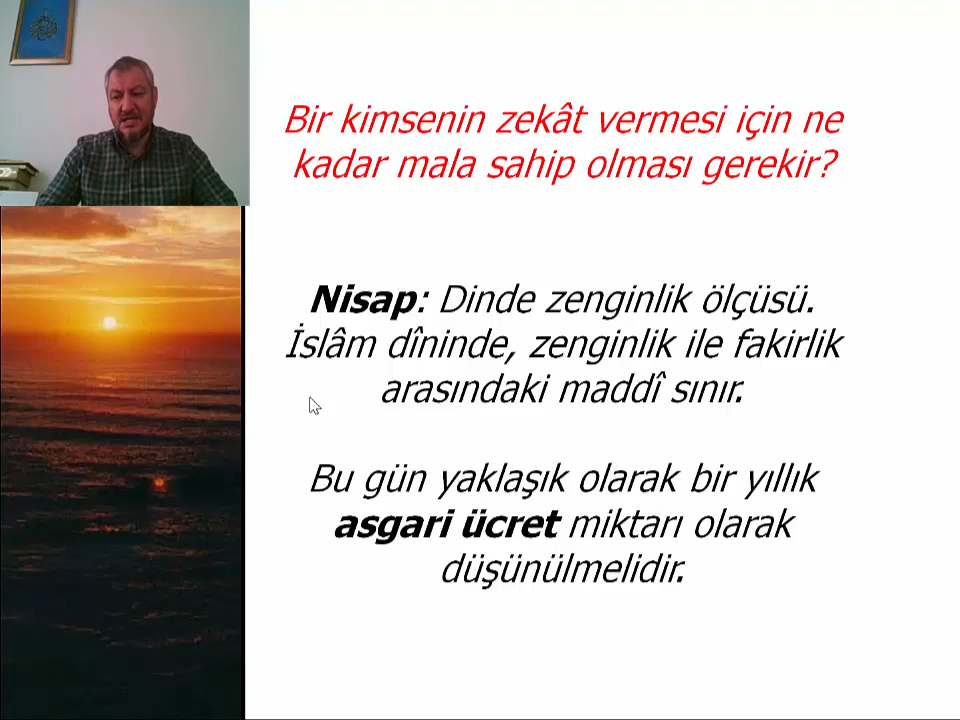 Bir kimsenin zekât vermesi için ne
kadar mala sahip olması gerekir?
Nisap: Dinde zenginlik ölçüsü.
İslâm dîninde, zenginlik ile fakirlik
arasındaki maddî sınır.
Bu gün yaklaşık olarak bir yıllık
asgari ücret miktarı olarak
düşünülmelidir.